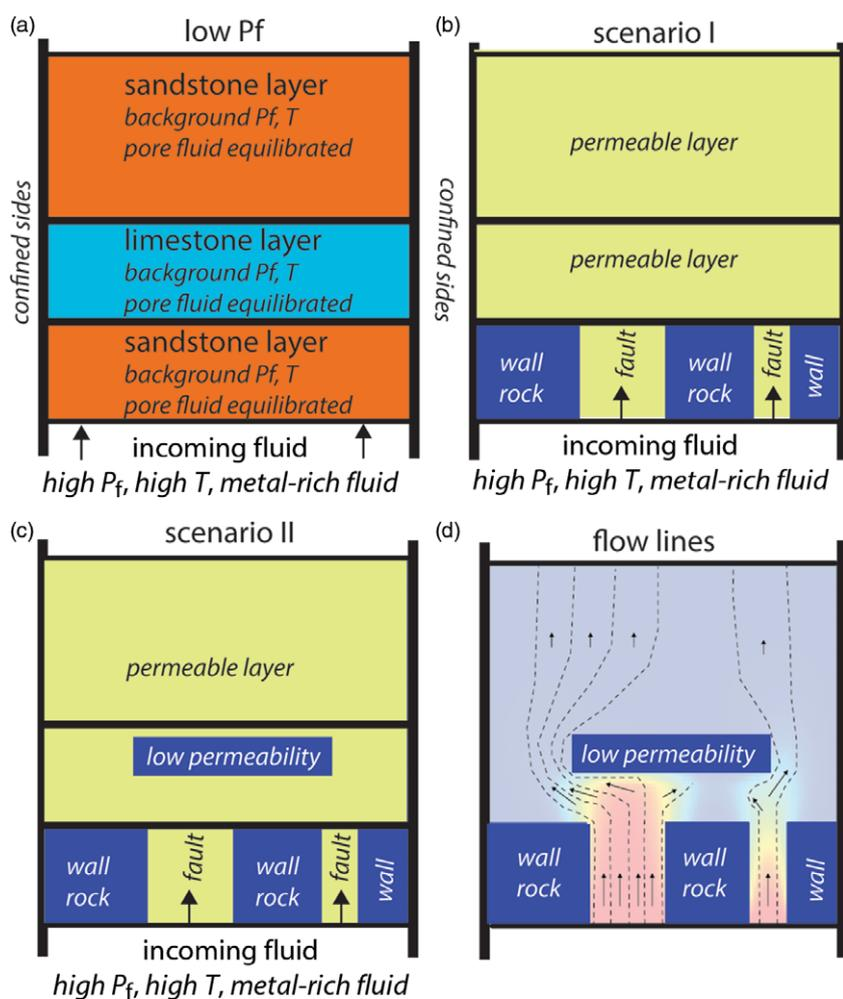 (a)
low Pf
sandstone layer
background Pf, T
pore fluid equilibrated
limestone layer
background Pf, T
pore fluid equilibrated
sandstone layer
background Pf, T
pore fluid equilibrated
confined sides
incoming fluid
high Pf, high T, metal-rich fluid
(b)
scenario I
permeable layer
permeable layer
confined sides
wall
rock
fault
wall
rock
fault
wall
incoming fluid
high Pf, high T, metal-rich fluid
(c)
scenario II
permeable layer
low permeability
wall
rock
fault
wall
rock
fault
wall
incoming fluid
high Pf, high T, metal-rich fluid
(d)
flow lines
low permeability
wall
rock
wall
rock
wall